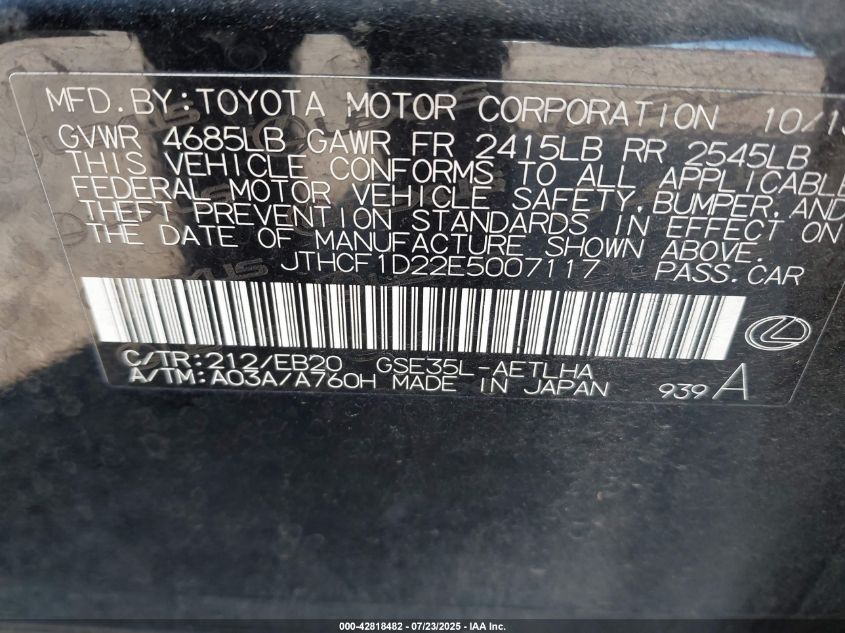 MFD.BY:TOYOTA MOTOR CORPORATION
GVWR 4685LB GAWR FR 2415LB RR 2545LB
THIS VEHICLE CONFORMS TO ALL APPLICABLE
FEDERAL MOTOR VEHICLE SAFETY,BUMPER,AND
THEFT PREVENTION STANDARDS IN EFFECT ON
THE DATE OF MANUFACTURE SHOWN ABOVE.
JTHCF1D22E5007117 PASS.CAR
C/TR:212/EB20 GSE35L-AETLHA
A/TM:A03A/A760H MADE IN JAPAN 939 A
000-42818482 - 07/23/2025 - IAA Inc.